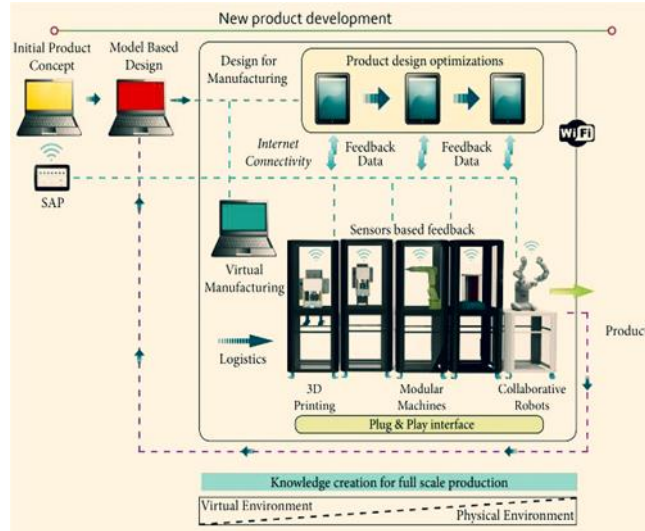 New product development
Initial Product
Concept
Model Based
Design
Design for
Manufacturing
Product design optimizations
WiFi
Internet
Connectivity
Feedback
Data
Feedback
Data
SAP
Sensors based feedback
Virtual
Manufacturing
Logistics
Product
3D
Printing
Modular
Machines
Collaborative
Robots
Plug & Play interface
Knowledge creation for full scale production
Virtual Environment
Physical Environment